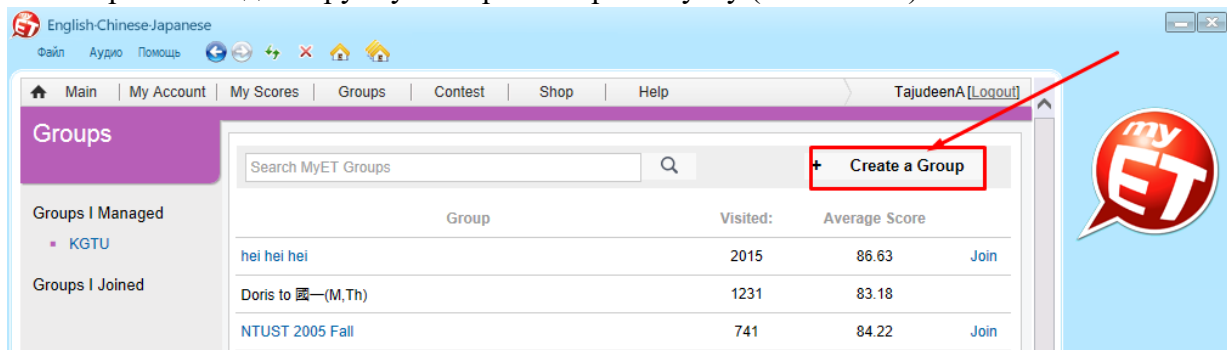 English-Chinese-Japanese
Файл Аудио Помощь
Main | My Account | My Scores | Groups | Contest | Shop | Help TajudeenA [Logout]
Groups
Search MyET Groups
+ Create a Group
my ET
Groups I Managed
KGTU
Groups I Joined
Group Visited: Average Score
hei hei hei 2015 86.63 Join
Doris to 國一(M,Th) 1231 83.18
NTUST 2005 Fall 741 84.22 Join